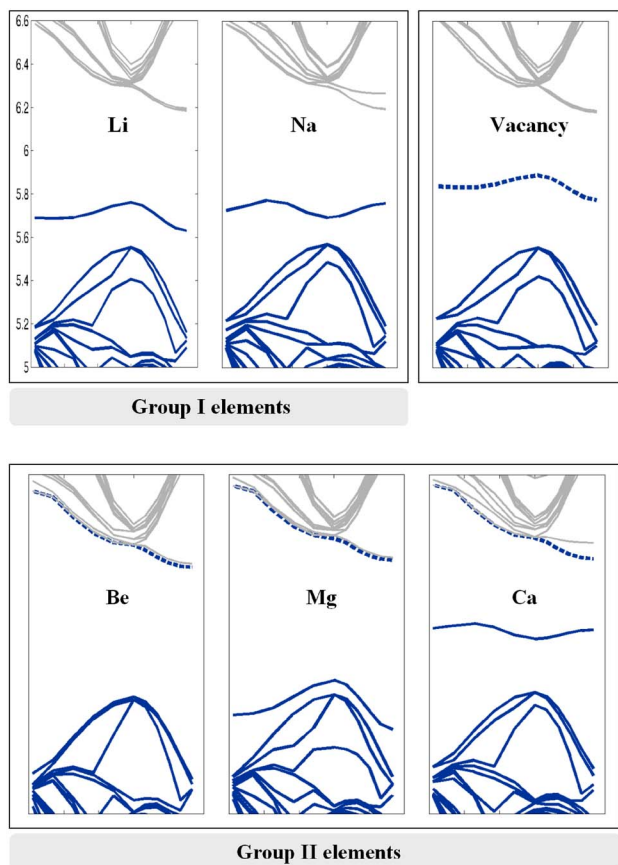 6.6
6.4
6.2
6
5.8
5.6
5.4
5.2
5
Li
Na
Vacancy
Group I elements
Be
Mg
Ca
Group II elements